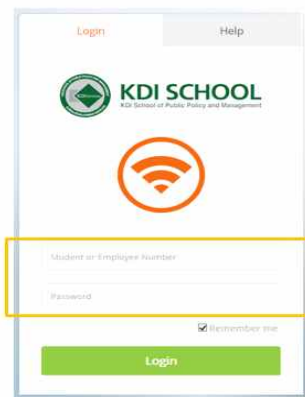 Login
Help
KDI SCHOOL
KDI School of Public Policy and Management
Student or Employee Number
Password
Remember me
Login